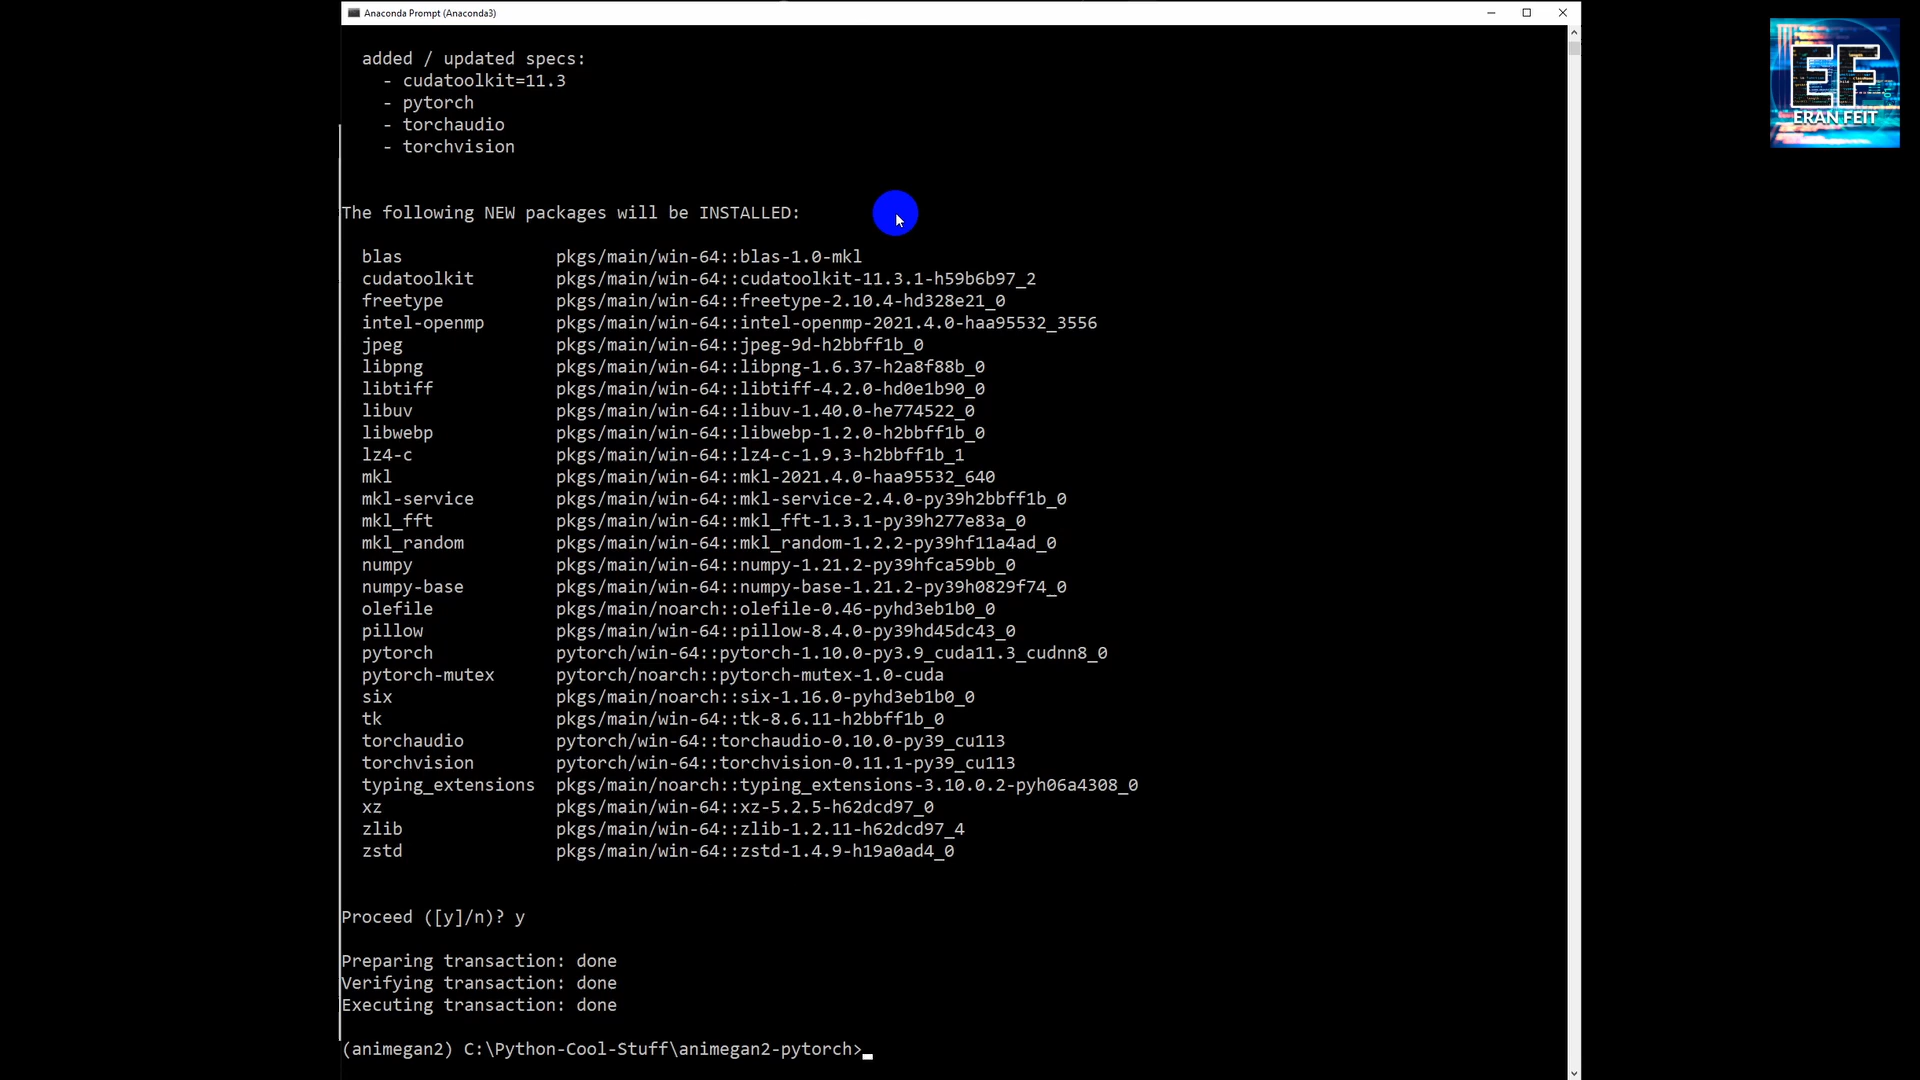 Anaconda Prompt (Anaconda3)
added / updated specs:
- cudatoolkit=11.3
- pytorch
- torchaudio
- torchvision
The following NEW packages will be INSTALLED:
blas pkgs/main/win-64::blas-1.0-mkl
cudatoolkit pkgs/main/win-64::cudatoolkit-11.3.1-h59b6b97_2
freetype pkgs/main/win-64::freetype-2.10.4-hd328e21_0
intel-openmp pkgs/main/win-64::intel-openmp-2021.4.0-haa95532_3556
jpeg pkgs/main/win-64::jpeg-9d-h2bbff1b_0
libpng pkgs/main/win-64::libpng-1.6.37-h2a8f88b_0
libtiff pkgs/main/win-64::libtiff-4.2.0-hd0e1b90_0
libuv pkgs/main/win-64::libuv-1.40.0-he774522_0
libwebp pkgs/main/win-64::libwebp-1.2.0-h2bbff1b_0
lz4-c pkgs/main/win-64::lz4-c-1.9.3-h2bbff1b_1
mkl pkgs/main/win-64::mkl-2021.4.0-haa95532_640
mkl-service pkgs/main/win-64::mkl-service-2.4.0-py39h2bbff1b_0
mkl_fft pkgs/main/win-64::mkl_fft-1.3.1-py39h277e83a_0
mkl_random pkgs/main/win-64::mkl_random-1.2.2-py39hf11a4ad_0
numpy pkgs/main/win-64::numpy-1.21.2-py39hfca59bb_0
numpy-base pkgs/main/win-64::numpy-base-1.21.2-py39h0829f74_0
olefile pkgs/main/noarch::olefile-0.46-pyhd3eb1b0_0
pillow pkgs/main/win-64::pillow-8.4.0-py39hd45dc43_0
pytorch pytorch/win-64::pytorch-1.10.0-py3.9_cuda11.3_cudnn8_0
pytorch-mutex pytorch/noarch::pytorch-mutex-1.0-cuda
six pkgs/main/noarch::six-1.16.0-pyhd3eb1b0_0
tk pkgs/main/win-64::tk-8.6.11-h2bbff1b_0
torchaudio pytorch/win-64::torchaudio-0.10.0-py39_cu113
torchvision pytorch/win-64::torchvision-0.11.1-py39_cu113
typing_extensions pkgs/main/noarch::typing_extensions-3.10.0.2-pyh06a4308_0
xz pkgs/main/win-64::xz-5.2.5-h62dcd97_0
zlib pkgs/main/win-64::zlib-1.2.11-h62dcd97_4
zstd pkgs/main/win-64::zstd-1.4.9-h19a0ad4_0
Proceed ([y]/n)? y
Preparing transaction: done
Verifying transaction: done
Executing transaction: done
(animegan2) C:\Python-Cool-Stuff\animegan2-pytorch>
EF
ERAN FEIT